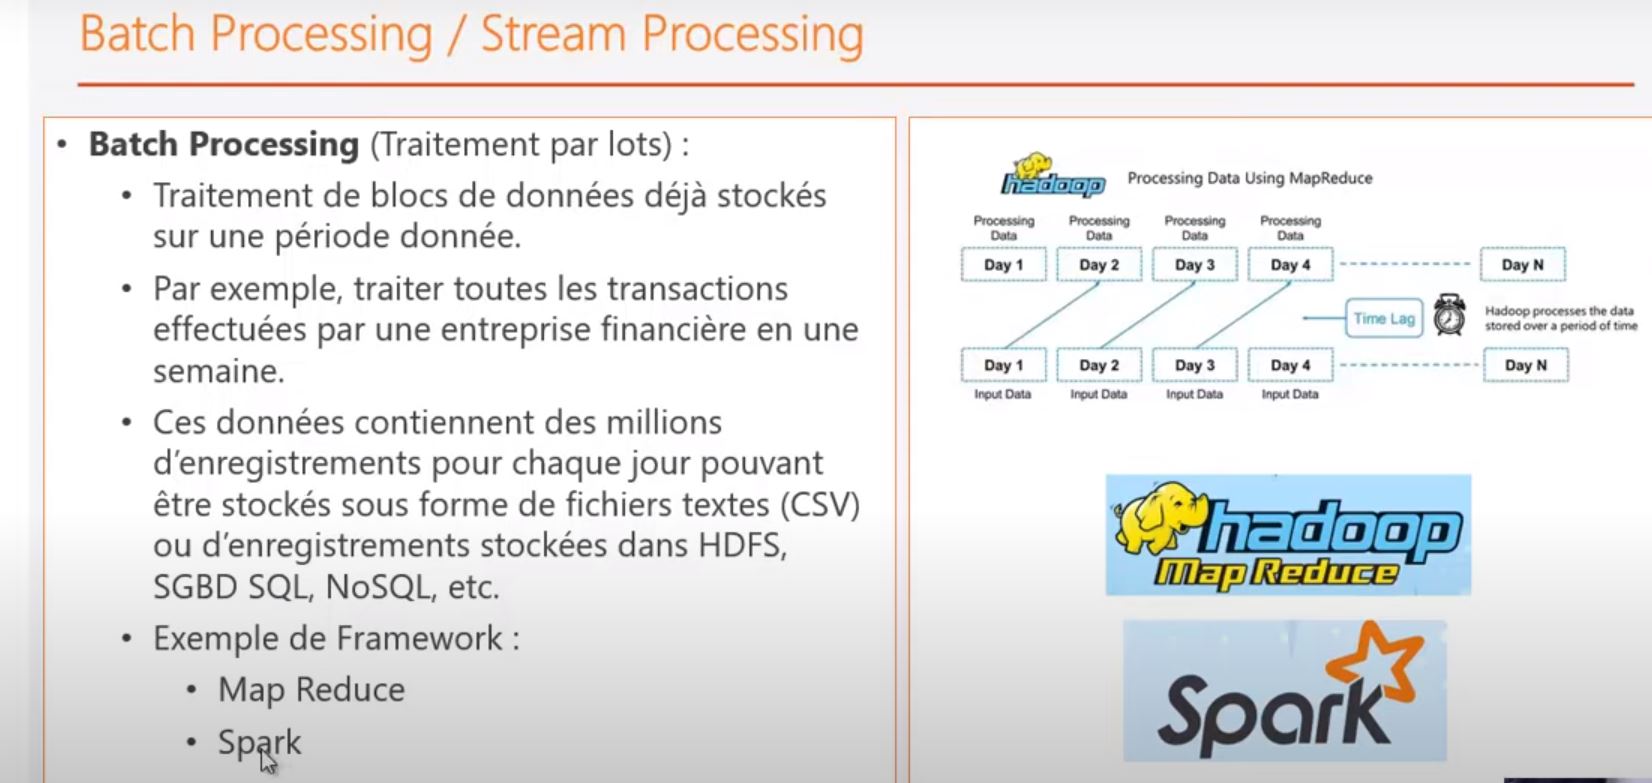 Batch Processing / Stream Processing
• Batch Processing (Traitement par lots) :
• Traitement de blocs de données déjà stockés
sur une période donnée.
• Par exemple, traiter toutes les transactions
effectuées par une entreprise financière en une
semaine.
• Ces données contiennent des millions
d'enregistrements pour chaque jour pouvant
être stockés sous forme de fichiers textes (CSV)
ou d'enregistrements stockées dans HDFS,
SGBD SQL, NoSQL, etc.
• Exemple de Framework :
• Map Reduce
• Spark
hadoop Processing Data Using MapReduce
Processing Data Processing Data Processing Data Processing Data
Day 1 Day 2 Day 3 Day 4 Day N
Time Lag
Hadoop processes the data
stored over a period of time
Day 1 Day 2 Day 3 Day 4 Day N
Input Data Input Data Input Data Input Data
hadoop
Map Reduce
Spark